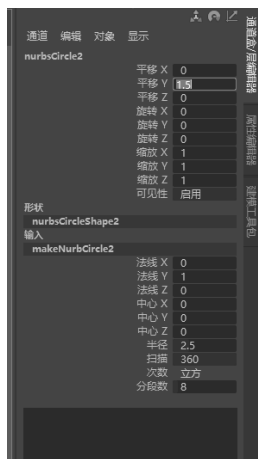 通道 编辑 对象 显示
nurbsCircle2
平移 X 0
平移 Y 1.5
平移 Z 0
旋转 X 0
旋转 Y 0
旋转 Z 0
缩放 X 1
缩放 Y 1
缩放 Z 1
可见性 启用
形状
nurbsCircleShape2
输入
makeNurbCircle2
法线 X 0
法线 Y 1
法线 Z 0
中心 X 0
中心 Y 0
中心 Z 0
半径 2.5
扫描 360
次数 立方
分段数 8
通道盒/层编辑器
属性编辑器
建模工具包